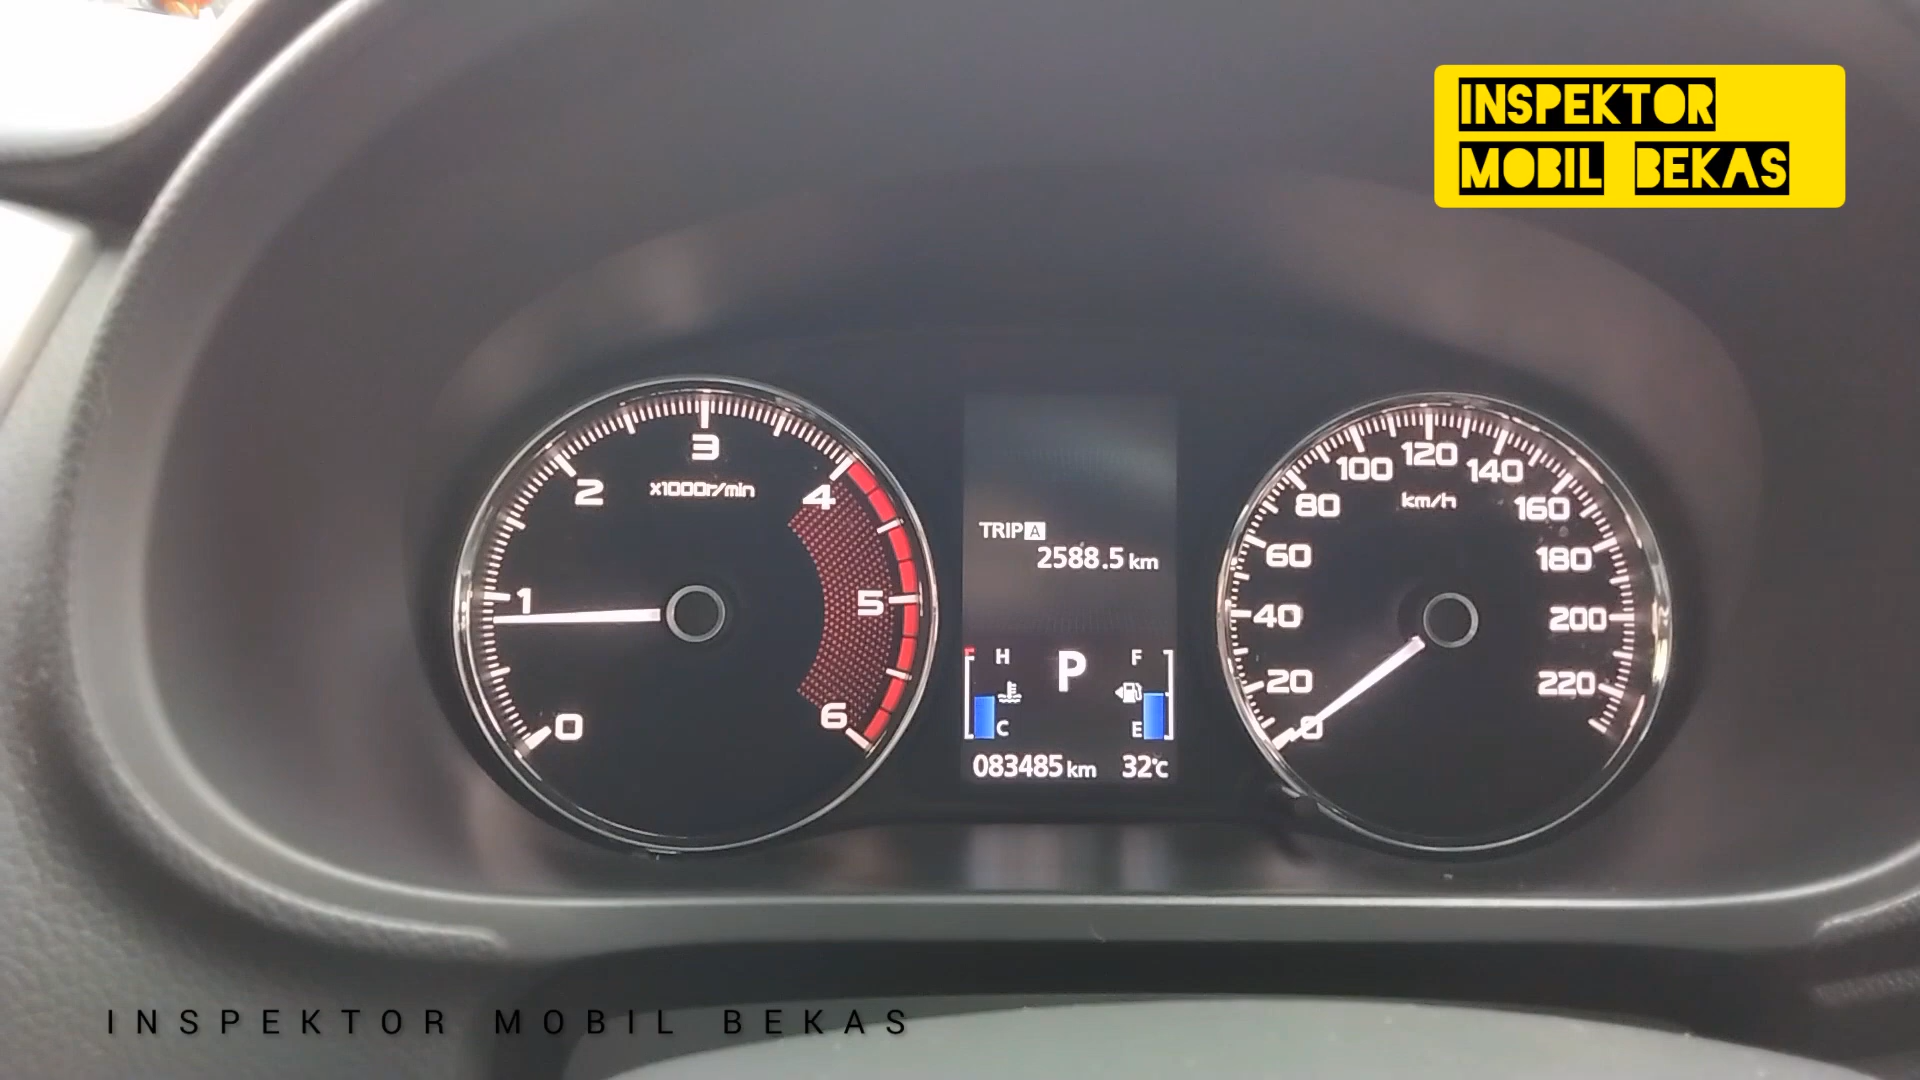 INSPEKTOR
MOBIL BEKAS
0
1
2
3
4
5
6
x1000r/min
TRIP A
2588.5 km
H
C
P
F
E
083485 km 32°C
0
20
40
60
80
100
120
140
160
180
200
220
km/h
INSPEKTOR MOBIL BEKAS